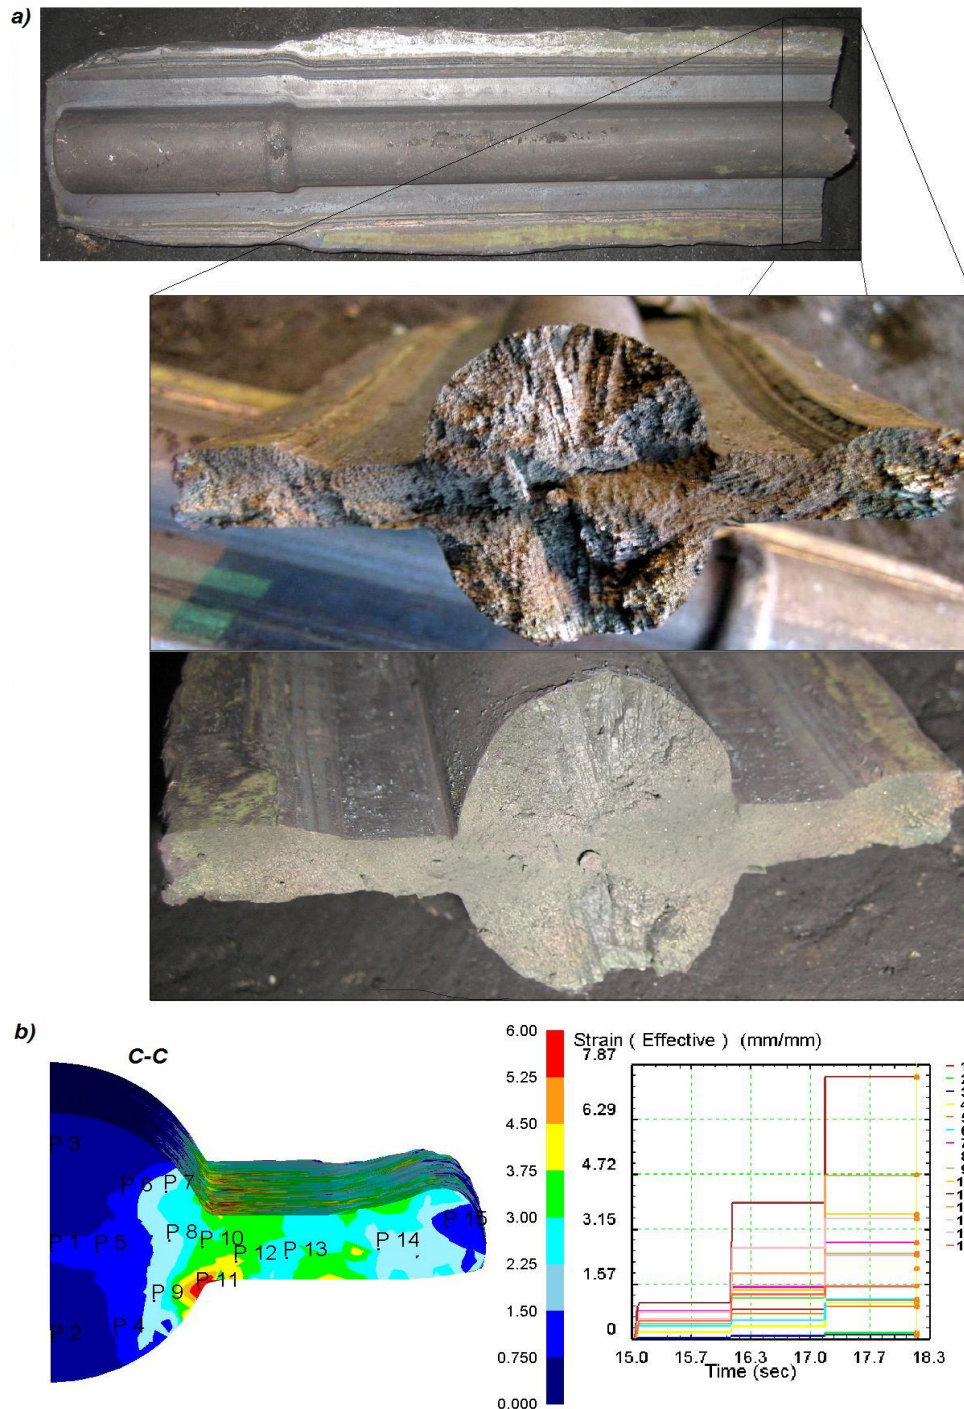 a)
b)
C-C
P 3
P 6
P 7
P 8
P 10
P 1
P 5
P 12
P 13
P 14
P 15
P 11
P 9
P 2
P 4
6.00
5.25
4.50
3.75
3.00
2.25
1.50
0.750
0.000
Strain ( Effective ) (mm/mm)
7.87
6.29
4.72
3.15
1.57
0
15.0 15.7 16.3 17.0 17.7 18.3
Time (sec)